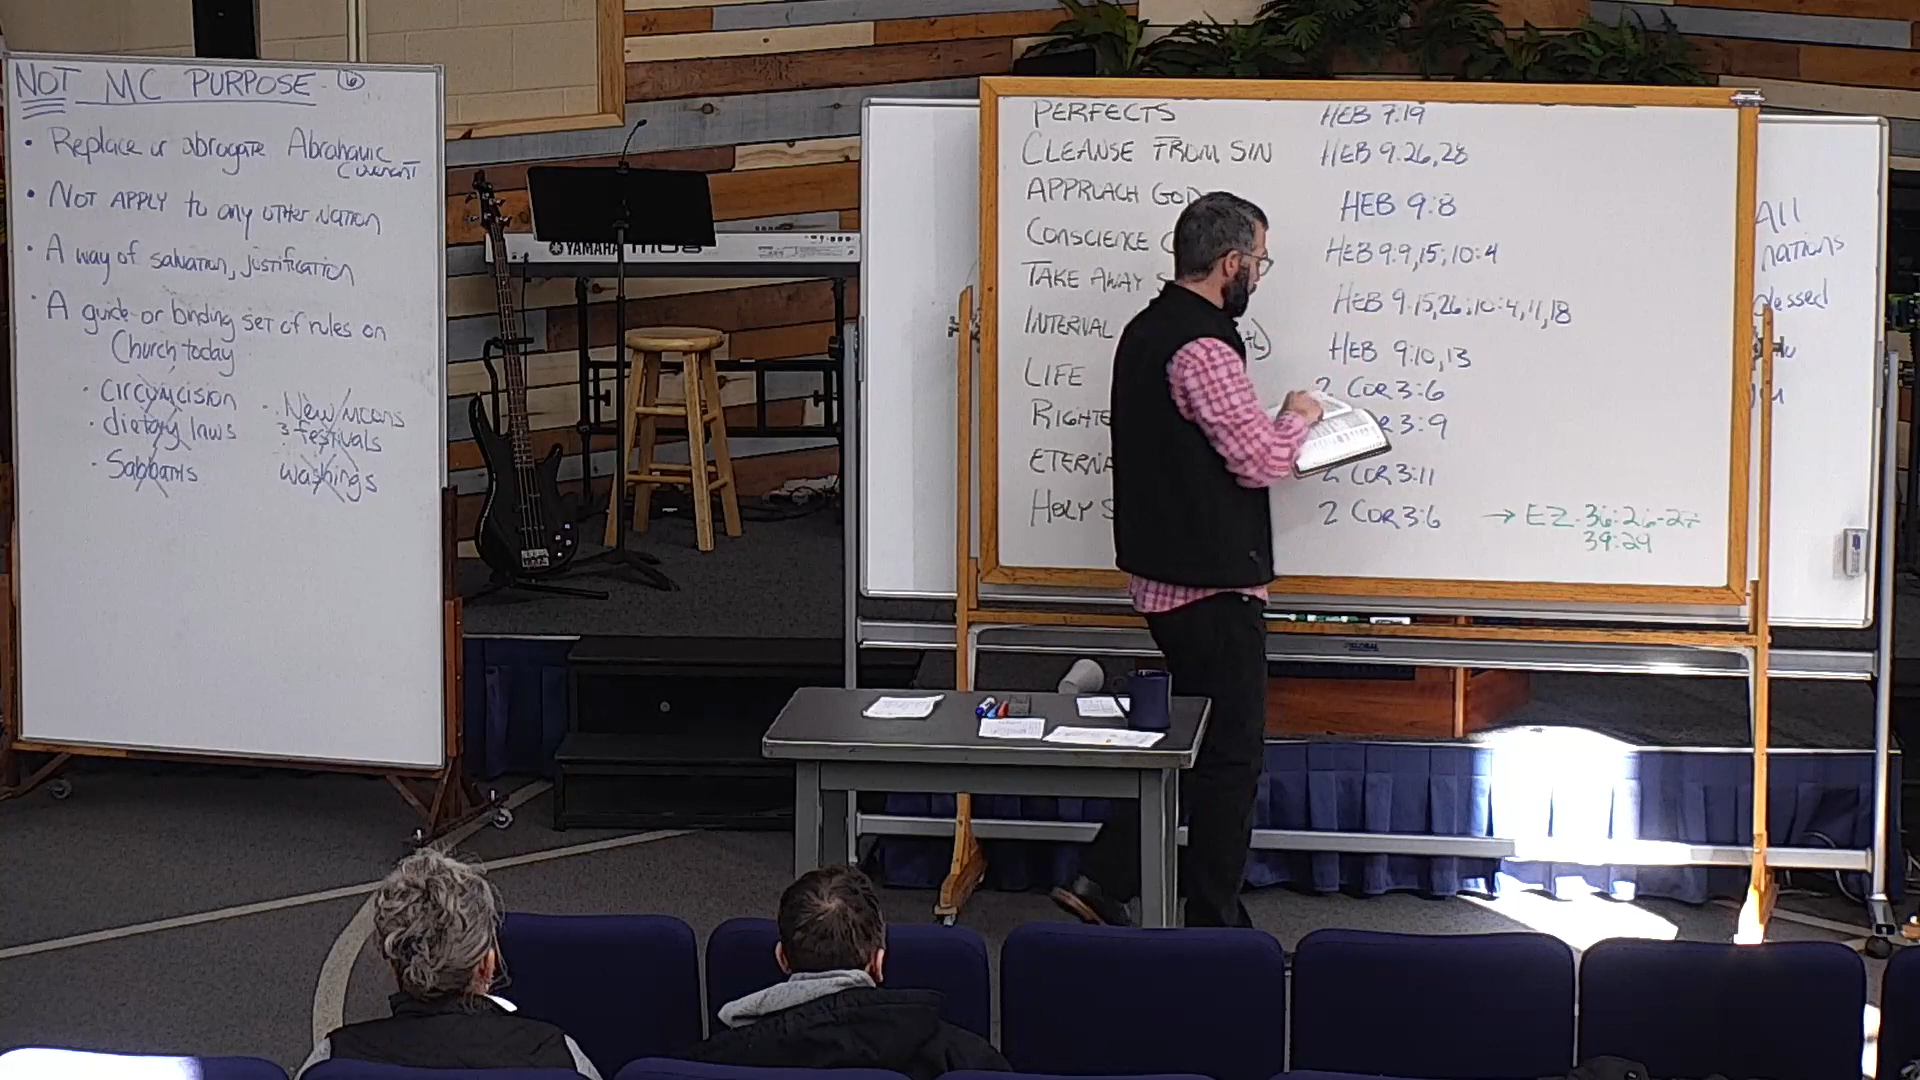 NOT MC PURPOSE - 6
• Replace or abrogate Abrahamic
Covenant
• NOT APPLY to any other nation
• A way of salvation, justification
• A guide or binding set of rules on
Church today
• circumcision
• dietary laws
• Sabbaths
• New Moons
3 festivals
washings
YAMAHA
PERFECTS HEB 7:19
CLEANSE FROM SIN HEB 9:26,28
APPROACH GOD HEB 9:8
CONSCIENCE HEB 9:9,15; 10:4
TAKE AWAY HEB 9:15,26; 10:4,11,18
INTERNAL HEB 9:10,13
LIFE 2 COR 3:6
RIGHTE 3:9
ETERNA 2 COR 3:11
HOLY S 2 COR 3:6 → EZ. 36:26-27
39:29
All
nations
blessed